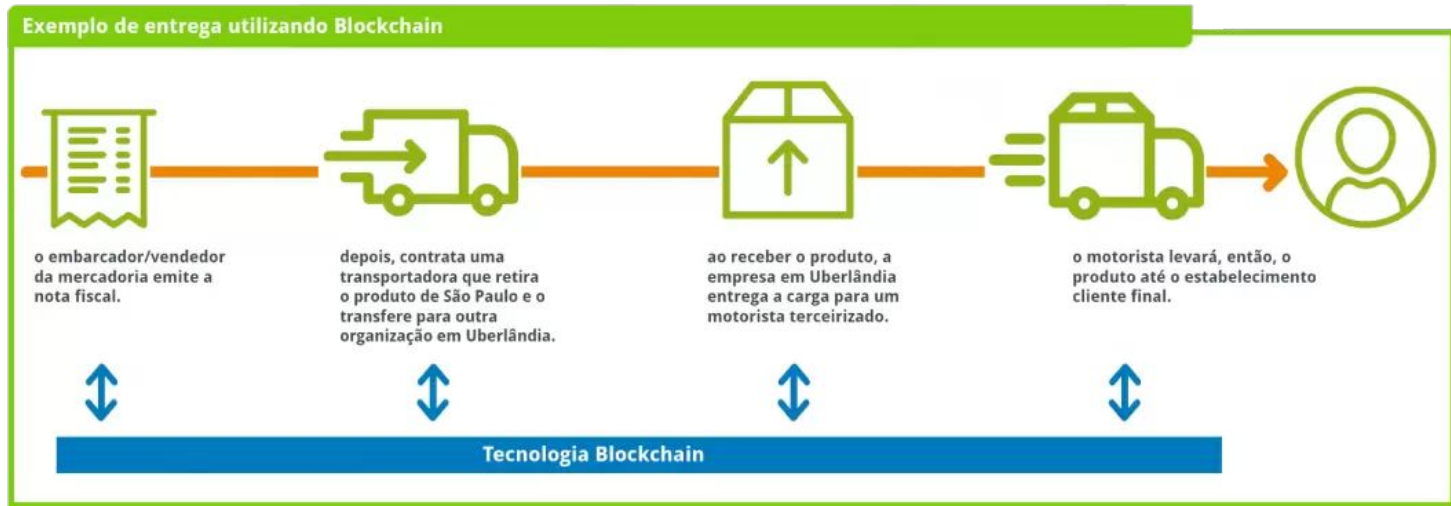 Exemplo de entrega utilizando Blockchain
o embarcador/vendedor
da mercadoria emite a
nota fiscal.
depois, contrata uma
transportadora que retira
o produto de São Paulo e o
transfere para outra
organização em Uberlândia.
ao receber o produto, a
empresa em Uberlândia
entrega a carga para um
motorista terceirizado.
o motorista levará, então, o
produto até o estabelecimento
cliente final.
Tecnologia Blockchain